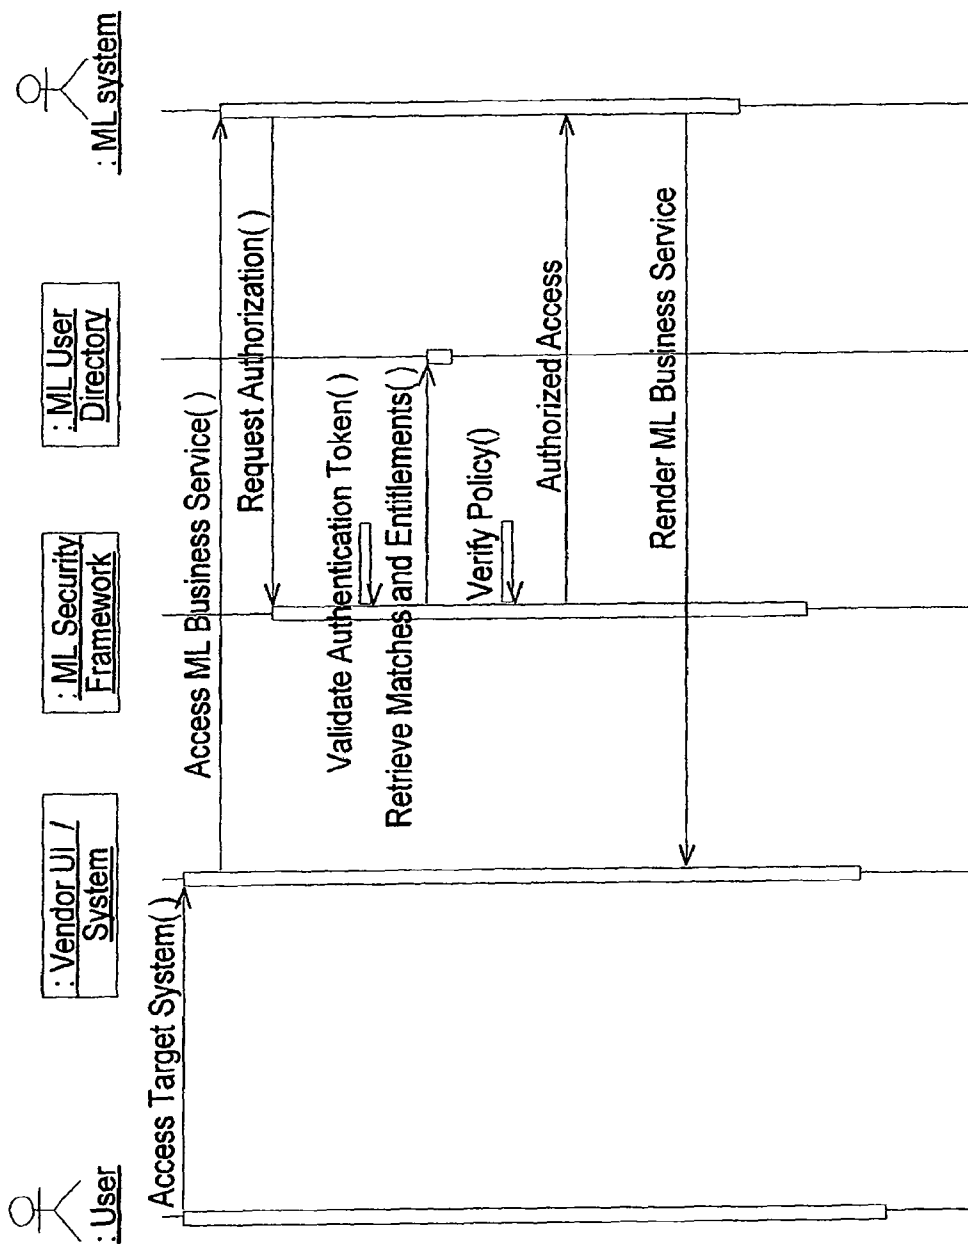 : User
: Vendor UI /
System
: ML Security
Framework
: ML User
Directory
: ML system
Access Target System( )
Access ML Business Service( )
Request Authorization( )
Validate Authentication Token( )
Retrieve Matches and Entitlements( )
Verify Policy()
Authorized Access
Render ML Business Service